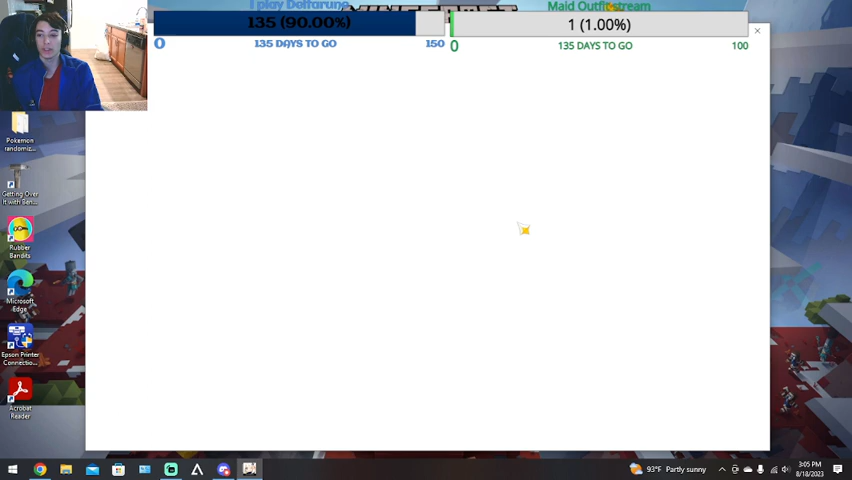 I play Deltarune
Maid Outfit stream
135 (90.00%)
1 (1.00%)
0
135 DAYS TO GO
150
0
135 DAYS TO GO
100
Pokemon
randomiz...
Getting Over
It with Ben...
Rubber
Bandits
Microsoft
Edge
Epson Printer
Connectio...
Acrobat
Reader
93°F Partly sunny
3:05 PM
8/18/2023